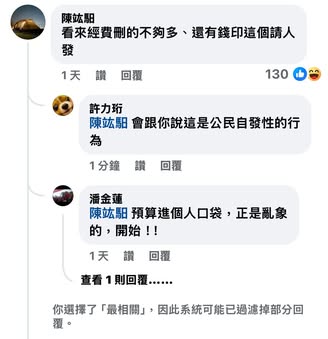 陳竑馹
看來經費刪的不夠多、還有錢印這個請人
發
1天 讚 回覆 130
許力珩
陳竑馹 會跟你說這是公民自發性的行
為
1分鐘 讚 回覆
潘金蓮
陳竑馹 預算進個人口袋，正是亂象
的，開始！！
1天 讚 回覆
查看 1 則回覆......
你選擇了「最相關」，因此系統可能已過濾掉部分回
覆。